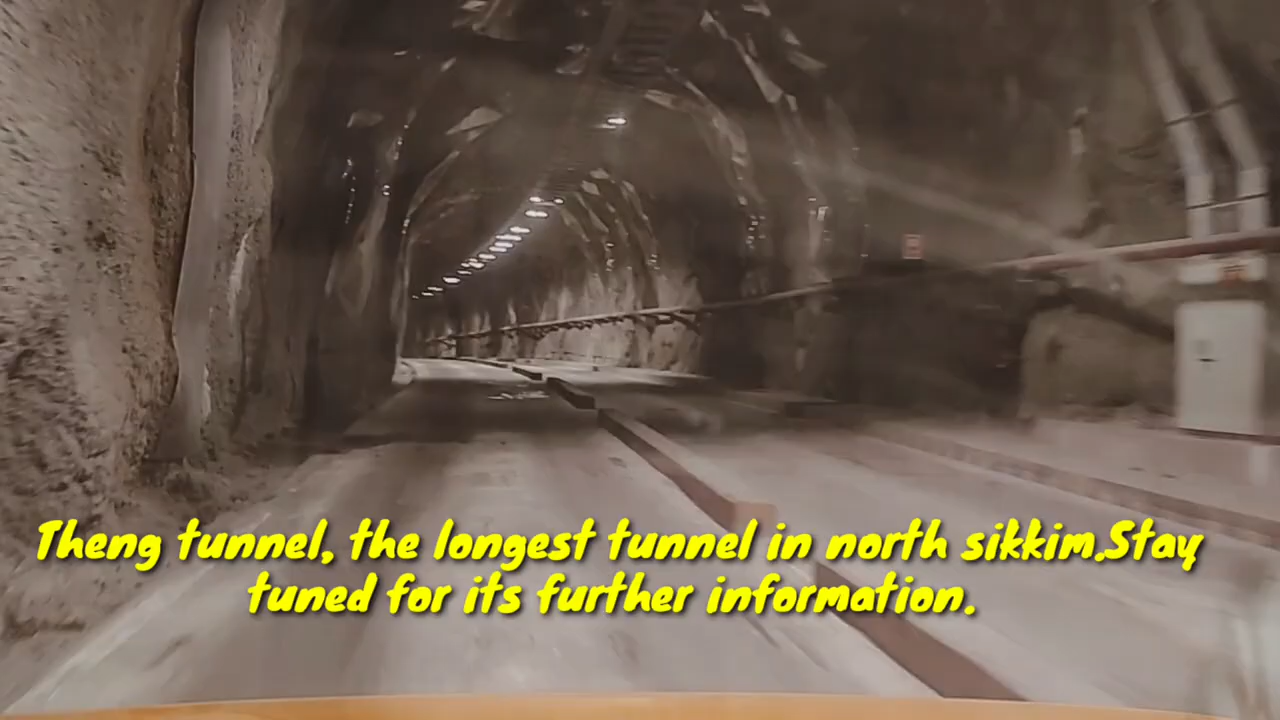 Theng tunnel, the longest tunnel in north sikkim.Stay
tuned for its further information.